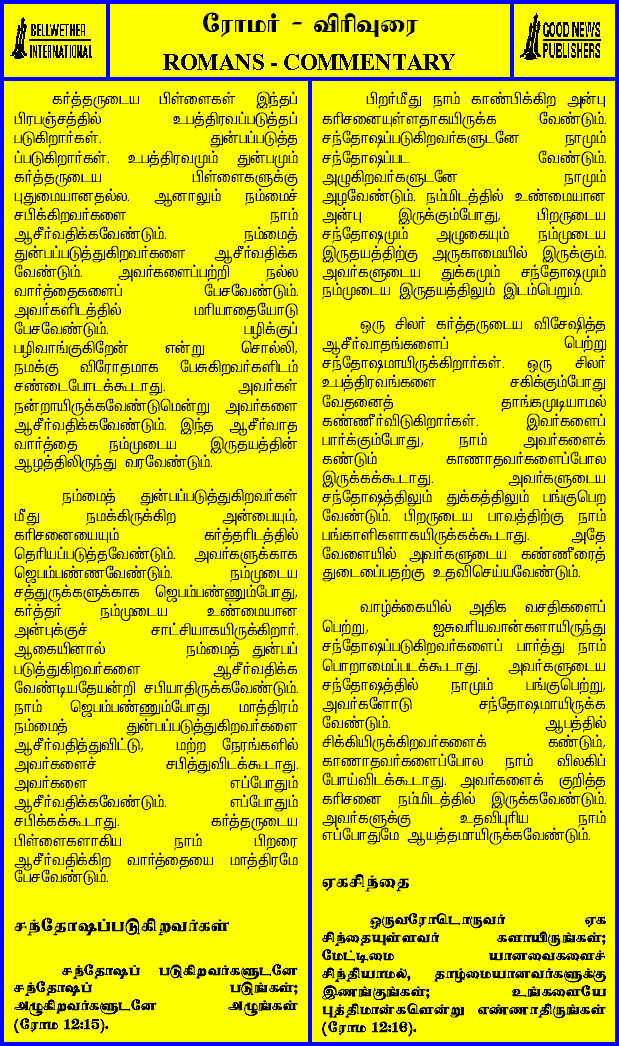 BELLWETHER
INTERNATIONAL
ரோமர் - விரிவுரை
ROMANS - COMMENTARY
GOOD NEWS
PUBLISHERS
கர்த்தருடைய பிள்ளைகள் இந்தப்
பிரபஞ்சத்தில் உபத்திரவப்படுத்தப்
படுகிறார்கள். துன்பப்படுத்த
ப்படுகிறார்கள். உபத்திரவமும் துன்பமும்
கர்த்தருடைய பிள்ளைகளுக்கு
புதுமையானதல்ல. ஆனாலும் நம்மைச்
சபிக்கிறவர்களை நாம்
ஆசீர்வதிக்கவேண்டும். நம்மைத்
துன்பப்படுத்துகிறவர்களை ஆசீர்வதிக்க
வேண்டும். அவர்களைப்பற்றி நல்ல
வார்த்தைகளைப் பேசவேண்டும்.
அவர்களிடத்தில் மரியாதையோடு
பேசவேண்டும். பழிக்குப்
பழிவாங்குகிறேன் என்று சொல்லி,
நமக்கு விரோதமாக பேசுகிறவர்களிடம்
சண்டைபோடக்கூடாது. அவர்கள்
நன்றாயிருக்கவேண்டுமென்று அவர்களை
ஆசீர்வதிக்கவேண்டும். இந்த ஆசீர்வாத
வார்த்தை நம்முடைய இருதயத்தின்
ஆழத்திலிருந்து வரவேண்டும்.
நம்மைத் துன்பப்படுத்துகிறவர்கள்
மீது நமக்கிருக்கிற அன்பையும்,
கரிசனையையும் கர்த்தரிடத்தில்
தெரியப்படுத்தவேண்டும். அவர்களுக்காக
ஜெபம்பண்ணவேண்டும். நம்முடைய
சத்துருக்களுக்காக ஜெபம்பண்ணும்போது,
கர்த்தர் நம்முடைய உண்மையான
அன்புக்குச் சாட்சியாகயிருக்கிறார்.
ஆகையினால் நம்மைத் துன்பப்
படுத்துகிறவர்களை ஆசீர்வதிக்க
வேண்டியதேயன்றி சபியாதிருக்கவேண்டும்.
நாம் ஜெபம்பண்ணும்போது மாத்திரம்
நம்மைத் துன்பப்படுத்துகிறவர்களை
ஆசீர்வதித்துவிட்டு, மற்ற நேரங்களில்
அவர்களைச் சபித்துவிடக்கூடாது.
அவர்களை எப்போதும்
ஆசீர்வதிக்கவேண்டும். எப்போதும்
சபிக்கக்கூடாது. கர்த்தருடைய
பிள்ளைகளாகிய நாம் பிறரை
ஆசீர்வதிக்கிற வார்த்தையை மாத்திரமே
பேசவேண்டும்.
சந்தோஷப்படுகிறவர்கள்
சந்தோஷப் படுகிறவர்களுடனே
சந்தோஷப் படுங்கள்;
அழுகிறவர்களுடனே அழுங்கள்
(ரோம 12:15).
பிறர்மீது நாம் காண்பிக்கிற அன்பு
கரிசனையுள்ளதாகயிருக்க வேண்டும்.
சந்தோஷப்படுகிறவர்களுடனே நாமும்
சந்தோஷப்பட வேண்டும்.
அழுகிறவர்களுடனே நாமும்
அழவேண்டும். நம்மிடத்தில் உண்மையான
அன்பு இருக்கும்போது, பிறருடைய
சந்தோஷமும் அழுகையும் நம்முடைய
இருதயத்திற்கு அருகாமையில் இருக்கும்.
அவர்களுடைய துக்கமும் சந்தோஷமும்
நம்முடைய இருதயத்திலும் இடம்பெறும்.
ஒரு சிலர் கர்த்தருடைய விசேஷித்த
ஆசீர்வாதங்களைப் பெற்று
சந்தோஷமாயிருக்கிறார்கள். ஒரு சிலர்
உபத்திரவங்களை சகிக்கும்போது
வேதனைத் தாங்கமுடியாமல்
கண்ணீர்விடுகிறார்கள். இவர்களைப்
பார்க்கும்போது, நாம் அவர்களைக்
கண்டும் காணாதவர்களைப்போல
இருக்கக்கூடாது. அவர்களுடைய
சந்தோஷத்திலும் துக்கத்திலும் பங்குபெற
வேண்டும். பிறருடைய பாவத்திற்கு நாம்
பங்காளிகளாகயிருக்கக்கூடாது. அதே
வேளையில் அவர்களுடைய கண்ணீரைத்
துடைப்பதற்கு உதவிசெய்யவேண்டும்.
வாழ்க்கையில் அதிக வசதிகளைப்
பெற்று, ஐசுவரியவான்களாயிருந்து
சந்தோஷப்படுகிறவர்களைப் பார்த்து நாம்
பொறாமைப்படக்கூடாது. அவர்களுடைய
சந்தோஷத்தில் நாமும் பங்குபெற்று,
அவர்களோடு சந்தோஷமாயிருக்க
வேண்டும். ஆபத்தில்
சிக்கியிருக்கிறவர்களைக் கண்டும்,
காணாதவர்களைப்போல நாம் விலகிப்
போய்விடக்கூடாது. அவர்களைக் குறித்த
கரிசனை நம்மிடத்தில் இருக்கவேண்டும்.
அவர்களுக்கு உதவிபுரிய நாம்
எப்போதுமே ஆயத்தமாயிருக்கவேண்டும்.
ஏகசிந்தை
ஒருவரோடொருவர் ஏக
சிந்தையுள்ளவர் களாயிருங்கள்;
மேட்டிமை யானவைகளைச்
சிந்தியாமல், தாழ்மையானவர்களுக்கு
இணங்குங்கள்; உங்களையே
புத்திமான்களென்று எண்ணாதிருங்கள்
(ரோம 12:16).